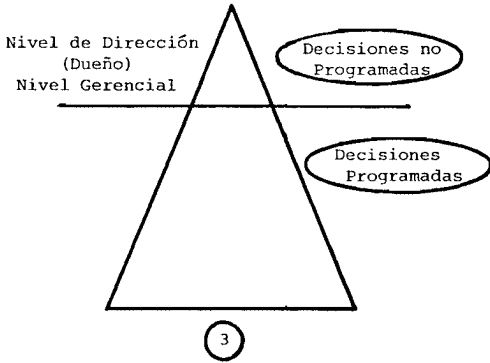 Nivel de Dirección
(Dueño)
Nivel Gerencial
Decisiones no
Programadas
Decisiones
Programadas
3